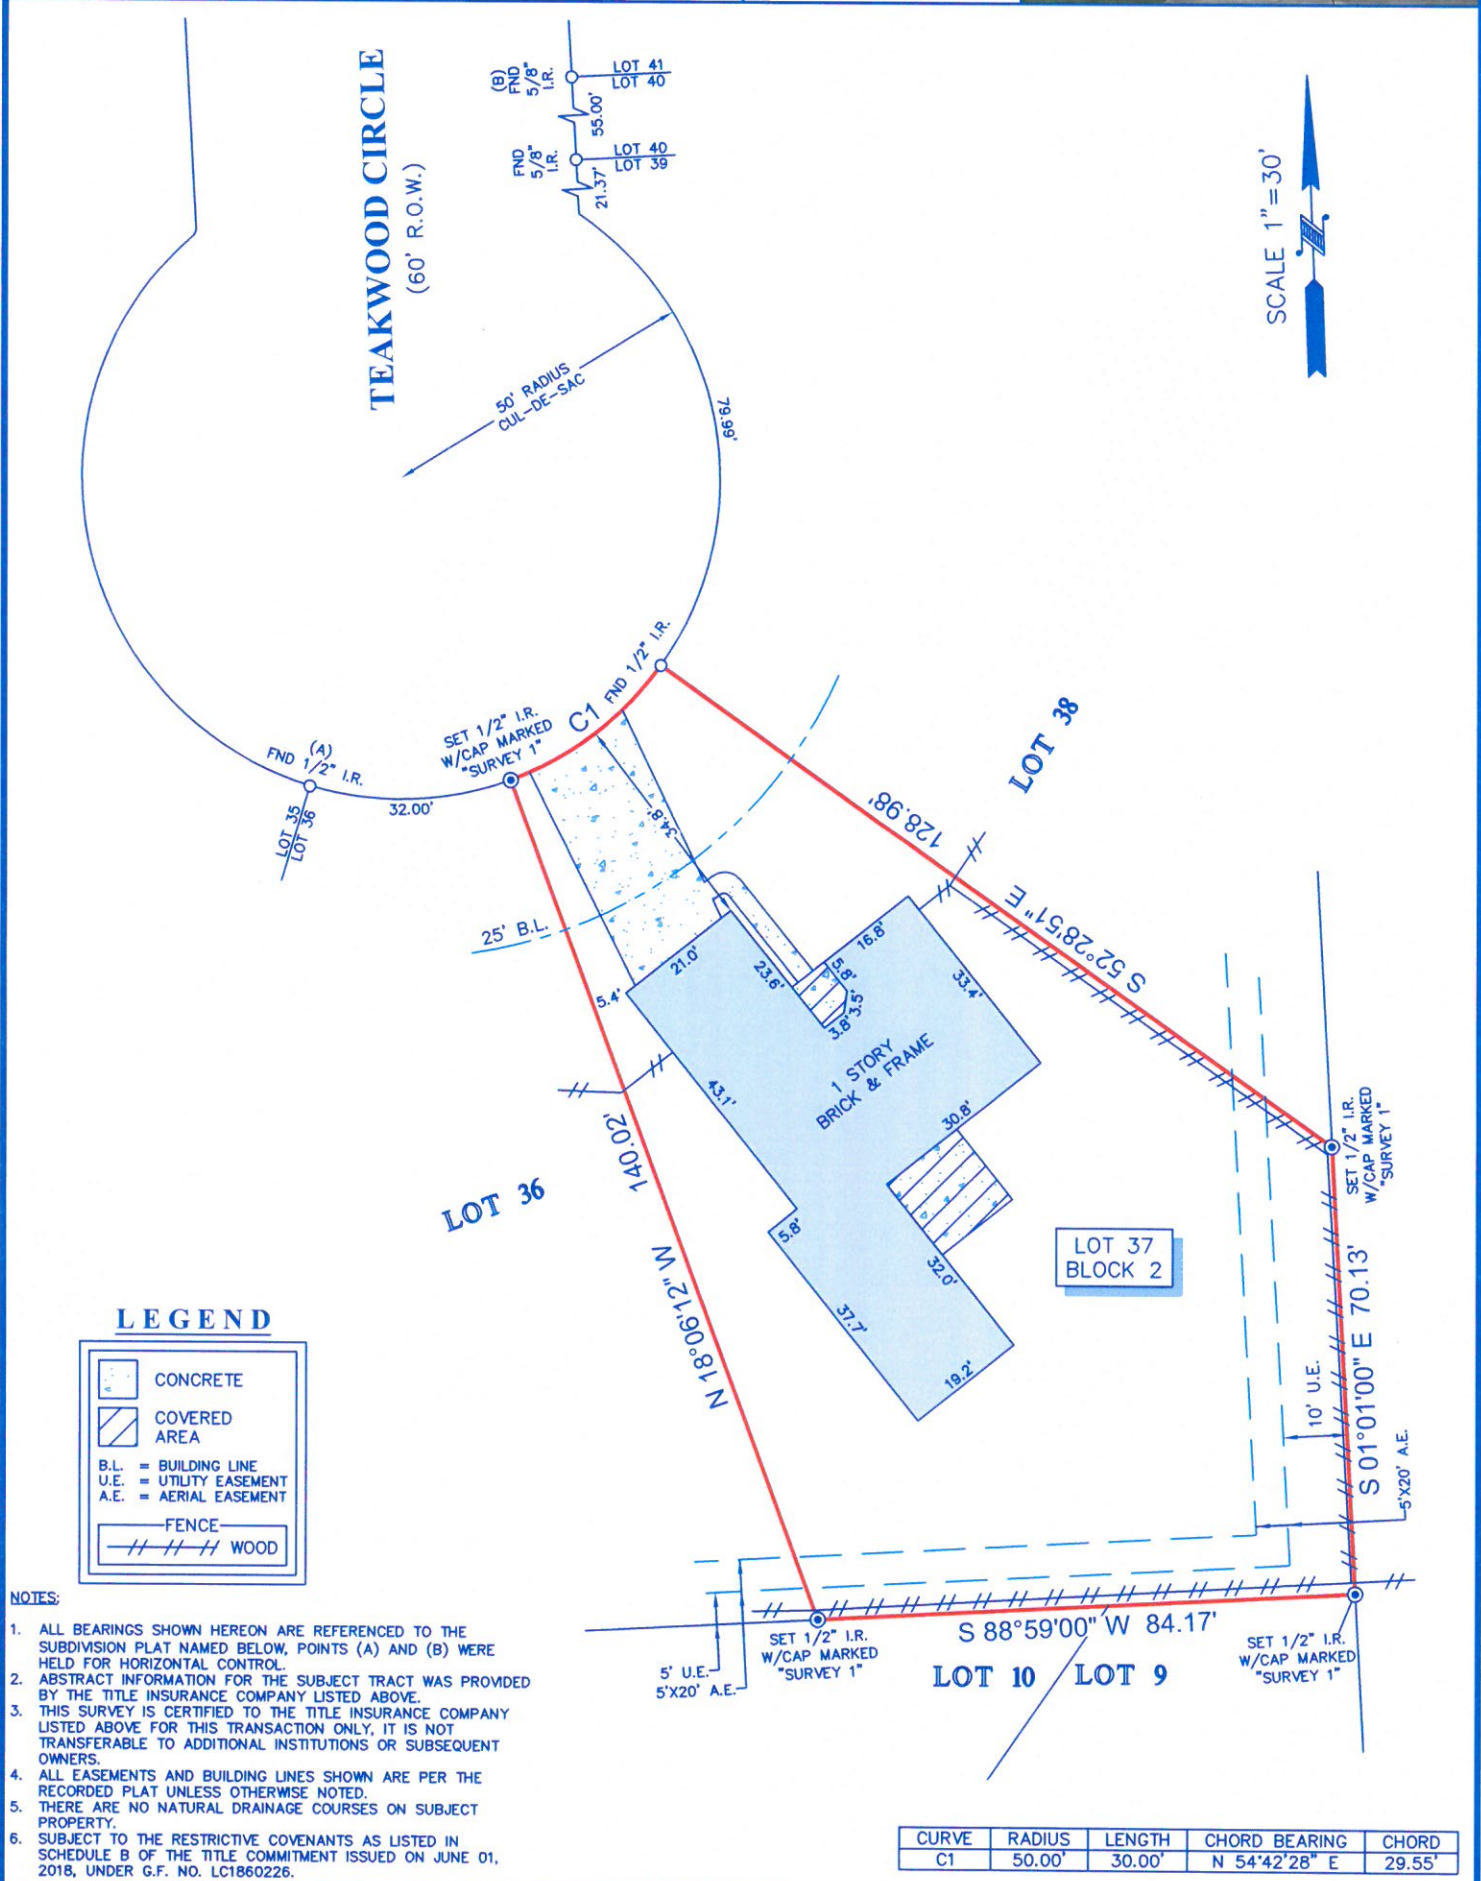 TEAKWOOD CIRCLE
(60' R.O.W.)
(B)
FND
5/8"
I.R.
LOT 41
LOT 40
55.00'
FND
5/8"
I.R.
LOT 40
LOT 39
21.37'
SCALE 1"=30'
50' RADIUS
CUL-DE-SAC
79.99'
FND 1/2" I.R.
C1
SET 1/2" I.R.
W/CAP MARKED
"SURVEY 1"
(A)
FND 1/2" I.R.
32.00'
LOT 35
LOT 36
LOT 38
128.98'
S 52°28'51" E
34.8'
25' B.L.
5.4'
21.0'
23.6'
16.8'
5.8'
3.5'
3.8'
33.4'
1 STORY
BRICK & FRAME
43.1'
30.8'
140.02'
N 18°06'12" W
LOT 36
5.8'
32.0'
37.7'
19.2'
LOT 37
BLOCK 2
SET 1/2" I.R.
W/CAP MARKED
"SURVEY 1"
S 01°01'00" E 70.13'
10' U.E.
5'X20' A.E.
LEGEND
CONCRETE
COVERED
AREA
B.L. = BUILDING LINE
U.E. = UTILITY EASEMENT
A.E. = AERIAL EASEMENT
FENCE
WOOD
S 88°59'00" W 84.17'
SET 1/2" I.R.
W/CAP MARKED
"SURVEY 1"
SET 1/2" I.R.
W/CAP MARKED
"SURVEY 1"
5' U.E.
5'X20' A.E.
LOT 10 LOT 9
NOTES:
1. ALL BEARINGS SHOWN HEREON ARE REFERENCED TO THE
SUBDIVISION PLAT NAMED BELOW, POINTS (A) AND (B) WERE
HELD FOR HORIZONTAL CONTROL.
2. ABSTRACT INFORMATION FOR THE SUBJECT TRACT WAS PROVIDED
BY THE TITLE INSURANCE COMPANY LISTED ABOVE.
3. THIS SURVEY IS CERTIFIED TO THE TITLE INSURANCE COMPANY
LISTED ABOVE FOR THIS TRANSACTION ONLY, IT IS NOT
TRANSFERABLE TO ADDITIONAL INSTITUTIONS OR SUBSEQUENT
OWNERS.
4. ALL EASEMENTS AND BUILDING LINES SHOWN ARE PER THE
RECORDED PLAT UNLESS OTHERWISE NOTED.
5. THERE ARE NO NATURAL DRAINAGE COURSES ON SUBJECT
PROPERTY.
6. SUBJECT TO THE RESTRICTIVE COVENANTS AS LISTED IN
SCHEDULE B OF THE TITLE COMMITMENT ISSUED ON JUNE 01,
2018, UNDER G.F. NO. LC1860226.
CURVE RADIUS LENGTH CHORD BEARING CHORD
C1 50.00' 30.00' N 54°42'28" E 29.55'